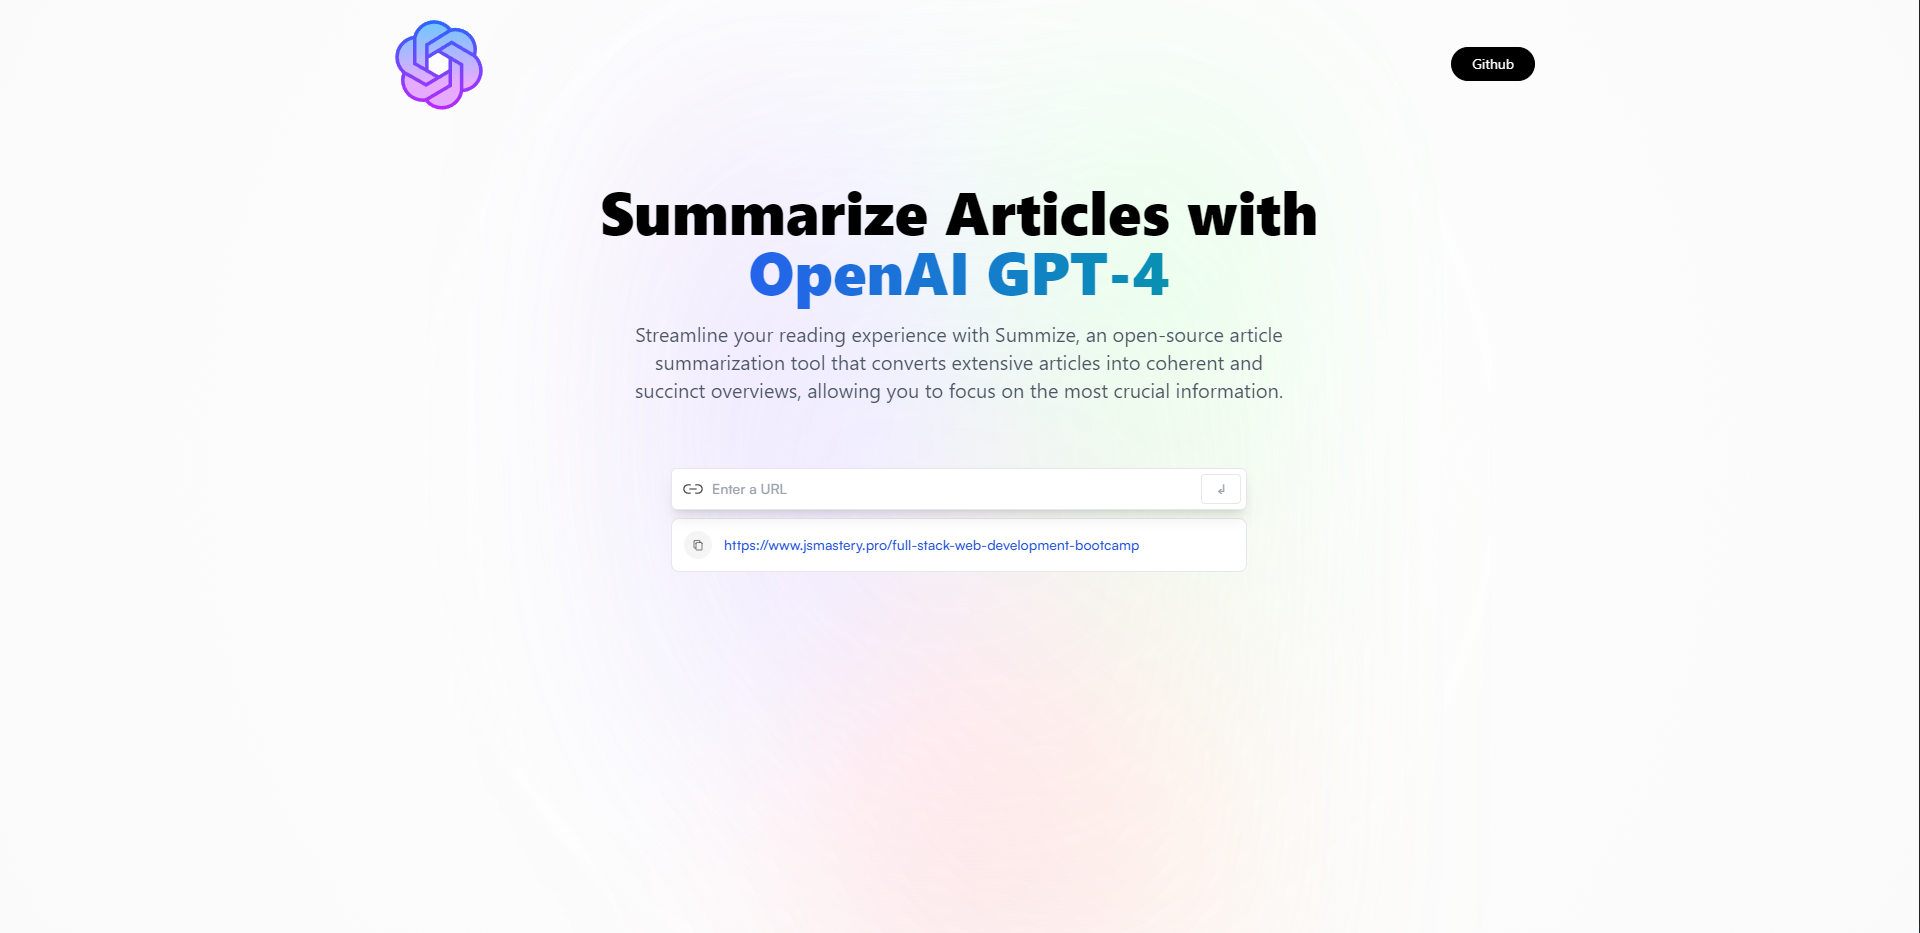 Github
Summarize Articles with
OpenAI GPT-4
Streamline your reading experience with Summize, an open-source article
summarization tool that converts extensive articles into coherent and
succinct overviews, allowing you to focus on the most crucial information.
Enter a URL
https://www.jsmastery.pro/full-stack-web-development-bootcamp